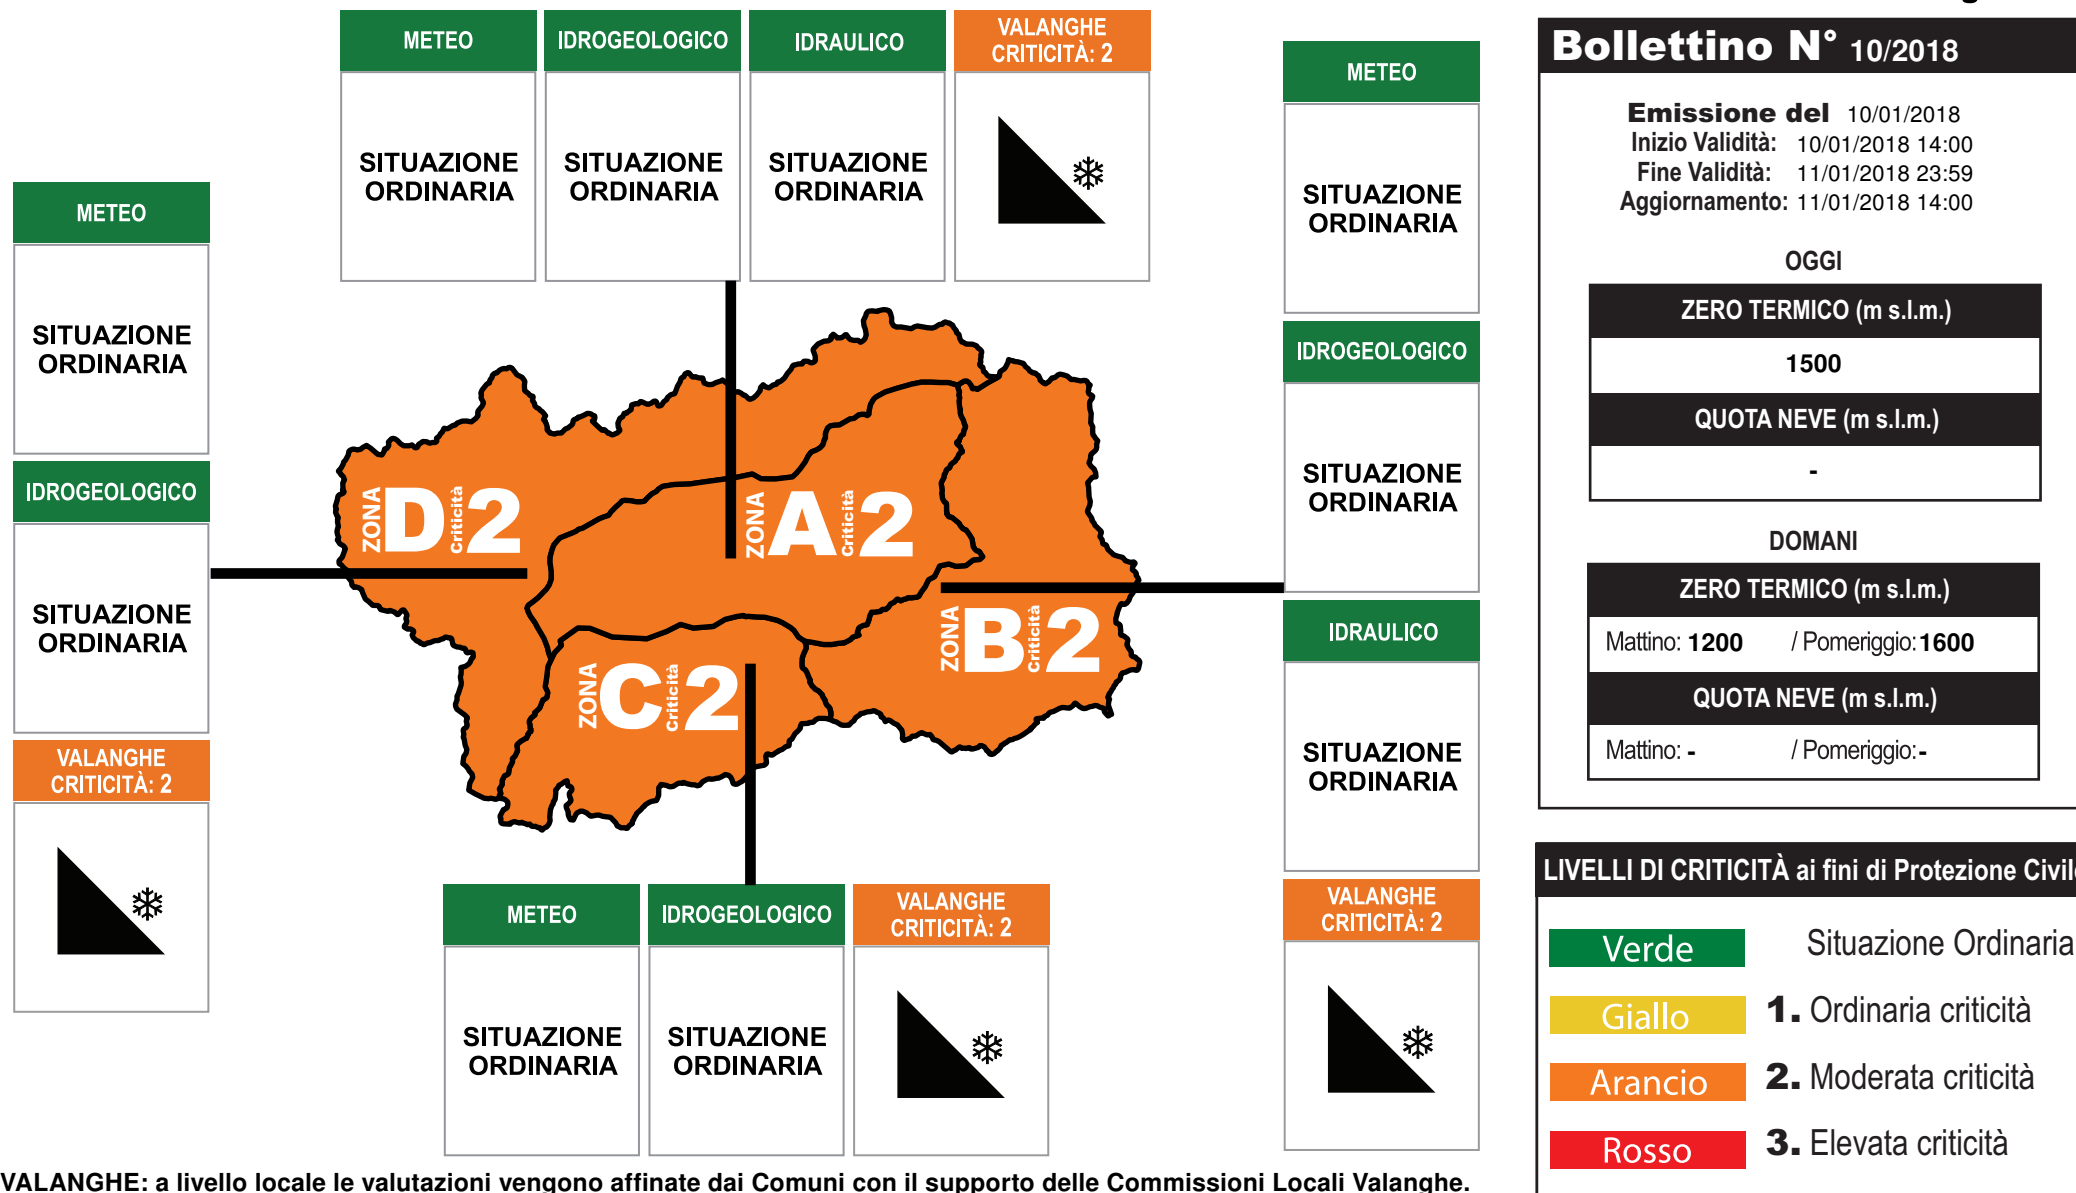 METEO
IDROGEOLOGICO
IDRAULICO
VALANGHE
CRITICITÀ: 2
SITUAZIONE
ORDINARIA
SITUAZIONE
ORDINARIA
SITUAZIONE
ORDINARIA
METEO
SITUAZIONE
ORDINARIA
IDROGEOLOGICO
SITUAZIONE
ORDINARIA
VALANGHE
CRITICITÀ: 2
ZONA D Criticità 2
ZONA A Criticità 2
ZONA B Criticità 2
ZONA C Criticità 2
METEO
SITUAZIONE
ORDINARIA
IDROGEOLOGICO
SITUAZIONE
ORDINARIA
IDRAULICO
SITUAZIONE
ORDINARIA
VALANGHE
CRITICITÀ: 2
METEO
IDROGEOLOGICO
VALANGHE
CRITICITÀ: 2
SITUAZIONE
ORDINARIA
SITUAZIONE
ORDINARIA
VALANGHE: a livello locale le valutazioni vengono affinate dai Comuni con il supporto delle Commissioni Locali Valanghe.
Bollettino N° 10/2018
Emissione del 10/01/2018
Inizio Validità: 10/01/2018 14:00
Fine Validità: 11/01/2018 23:59
Aggiornamento: 11/01/2018 14:00
OGGI
ZERO TERMICO (m s.l.m.)
1500
QUOTA NEVE (m s.l.m.)
-
DOMANI
ZERO TERMICO (m s.l.m.)
Mattino: 1200 / Pomeriggio: 1600
QUOTA NEVE (m s.l.m.)
Mattino: - / Pomeriggio: -
LIVELLI DI CRITICITÀ ai fini di Protezione Civile
Verde Situazione Ordinaria
Giallo 1. Ordinaria criticità
Arancio 2. Moderata criticità
Rosso 3. Elevata criticità